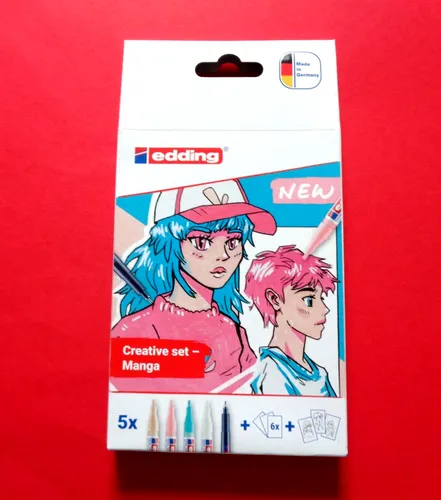 Made
in
Germany
edding®
NEW
Creative set –
Manga
5x + 6x +